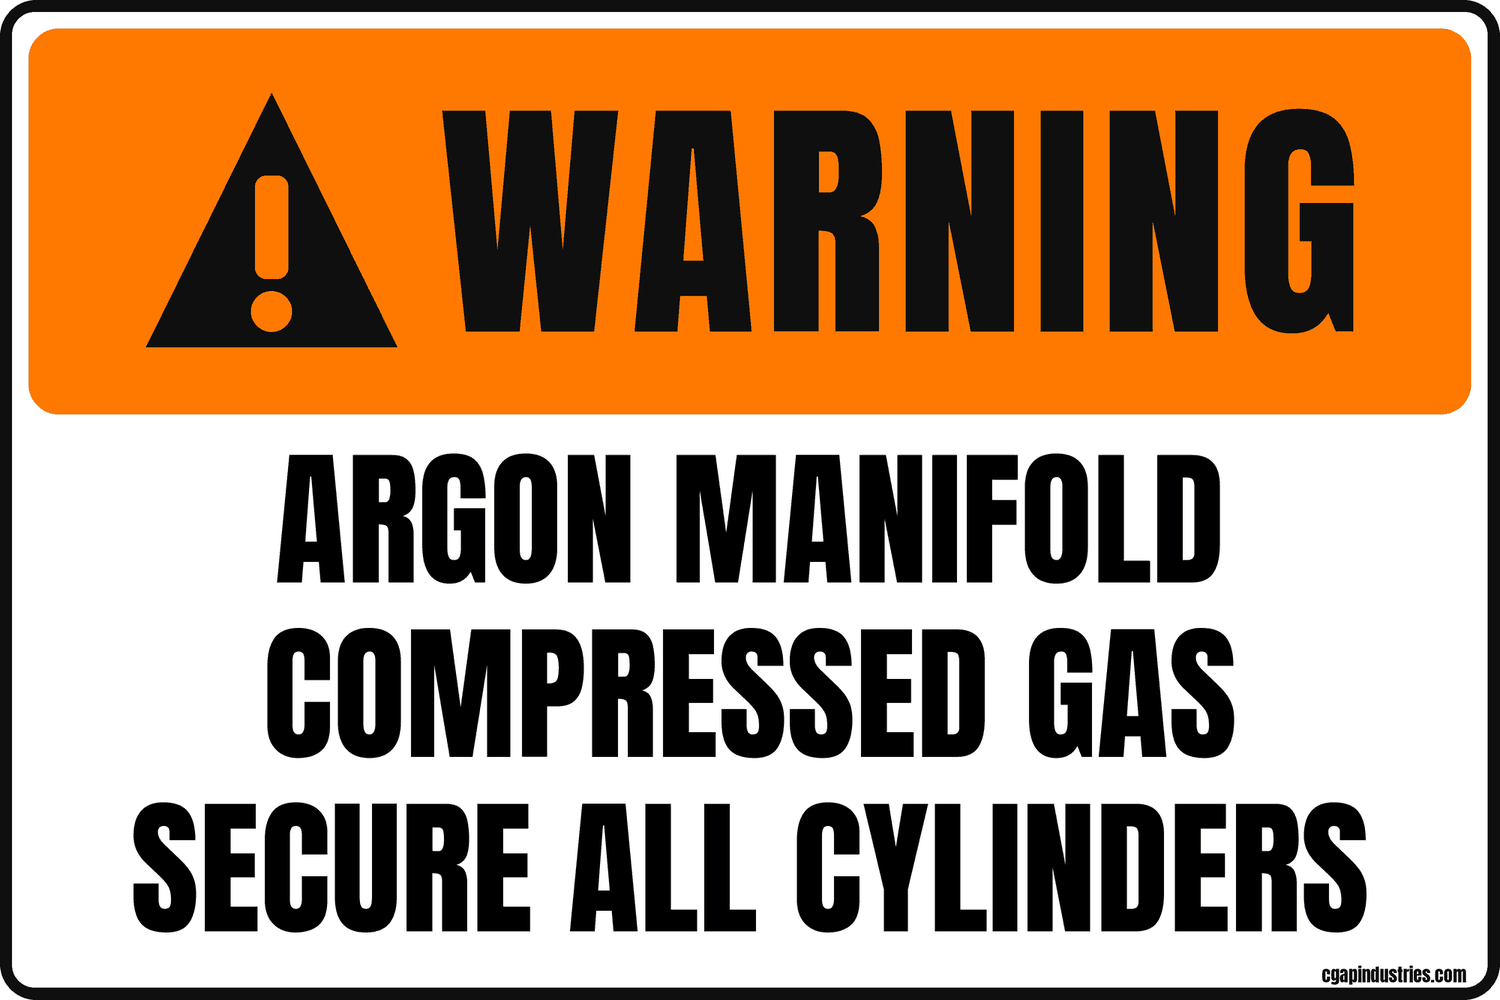 WARNING
ARGON MANIFOLD
COMPRESSED GAS
SECURE ALL CYLINDERS
cgapindustries.com